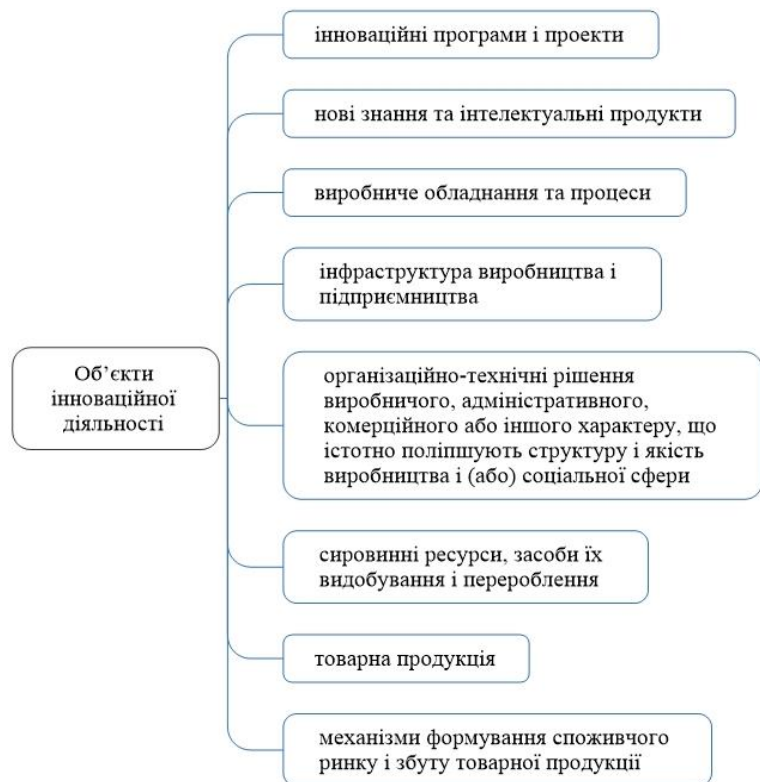 інноваційні програми і проекти
нові знання та інтелектуальні продукти
виробниче обладнання та процеси
інфраструктура виробництва і
підприємництва
Об’єкти
інноваційної
діяльності
організаційно-технічні рішення
виробничого, адміністративного,
комерційного або іншого характеру, що
істотно поліпшують структуру і якість
виробництва і (або) соціальної сфери
сировинні ресурси, засоби їх
видобування і перероблення
товарна продукція
механізми формування споживчого
ринку і збуту товарної продукції